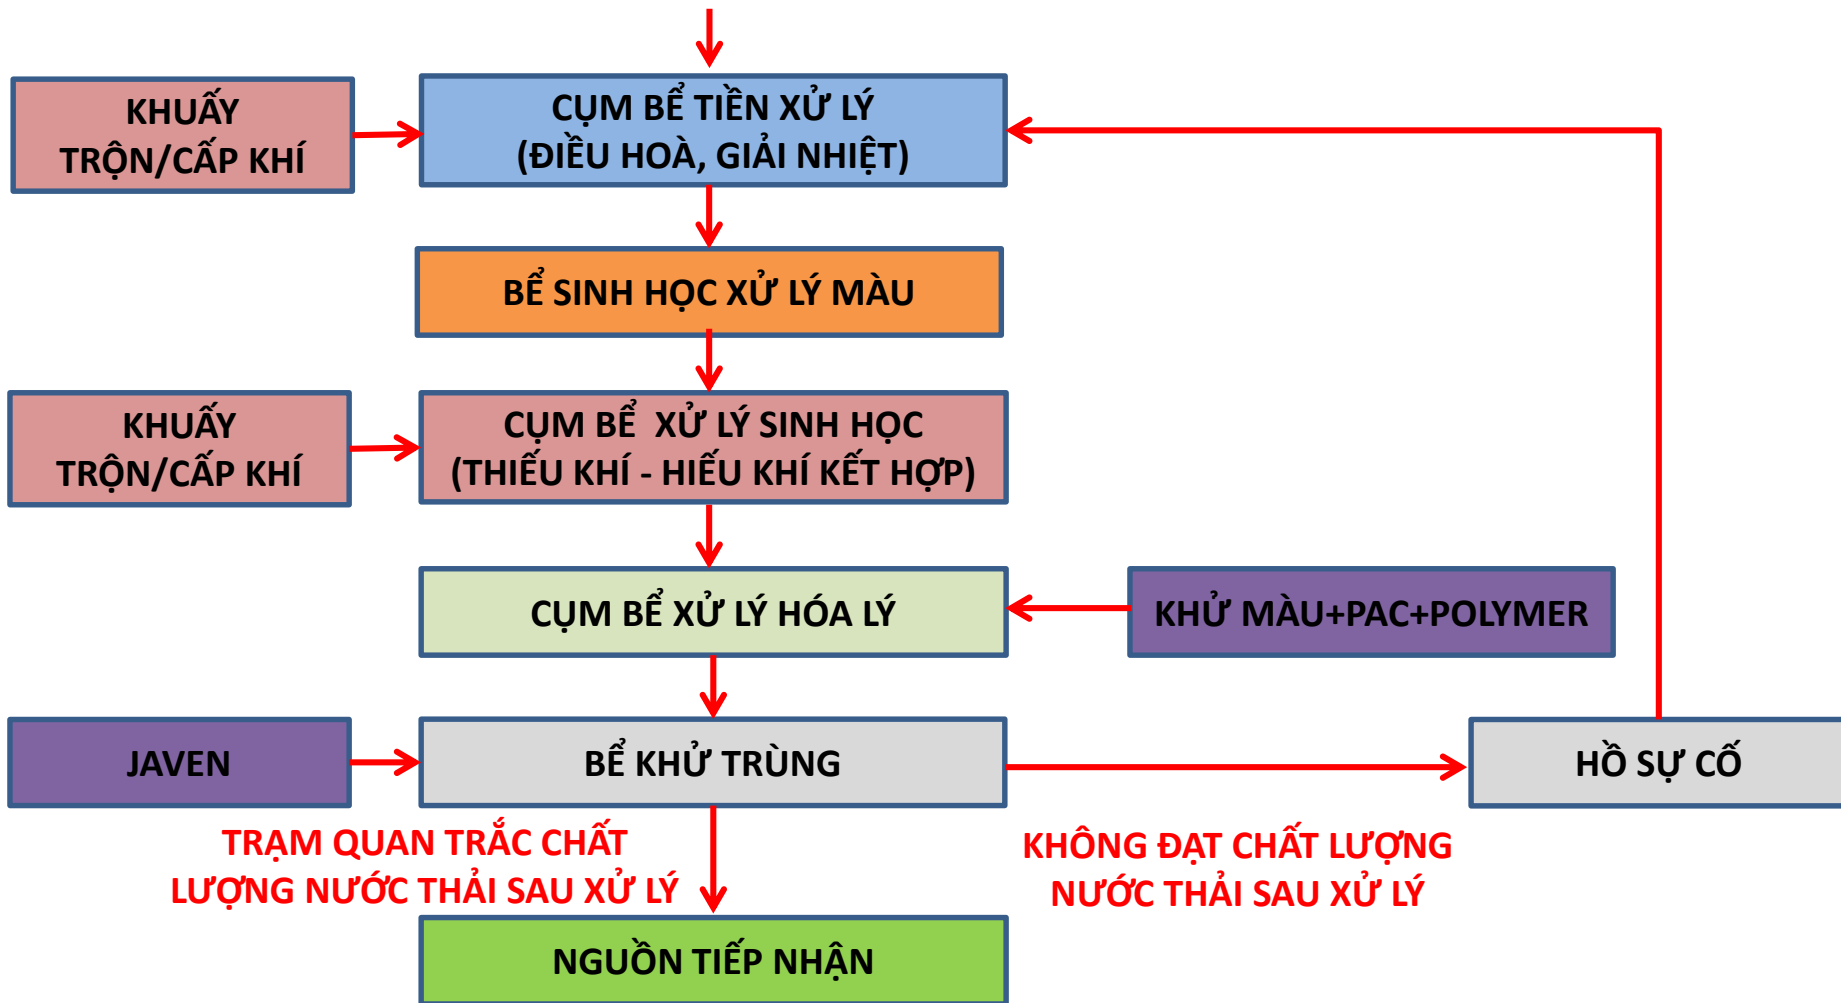 KHUẤY
TRỘN/CẤP KHÍ
CỤM BỂ TIỀN XỬ LÝ
(ĐIỀU HOÀ, GIẢI NHIỆT)
BỂ SINH HỌC XỬ LÝ MÀU
KHUẤY
TRỘN/CẤP KHÍ
CỤM BỂ XỬ LÝ SINH HỌC
(THIẾU KHÍ - HIẾU KHÍ KẾT HỢP)
CỤM BỂ XỬ LÝ HÓA LÝ
KHỬ MÀU+PAC+POLYMER
JAVEN
BỂ KHỬ TRÙNG
HỒ SỰ CỐ
TRẠM QUAN TRẮC CHẤT
LƯỢNG NƯỚC THẢI SAU XỬ LÝ
KHÔNG ĐẠT CHẤT LƯỢNG
NƯỚC THẢI SAU XỬ LÝ
NGUỒN TIẾP NHẬN